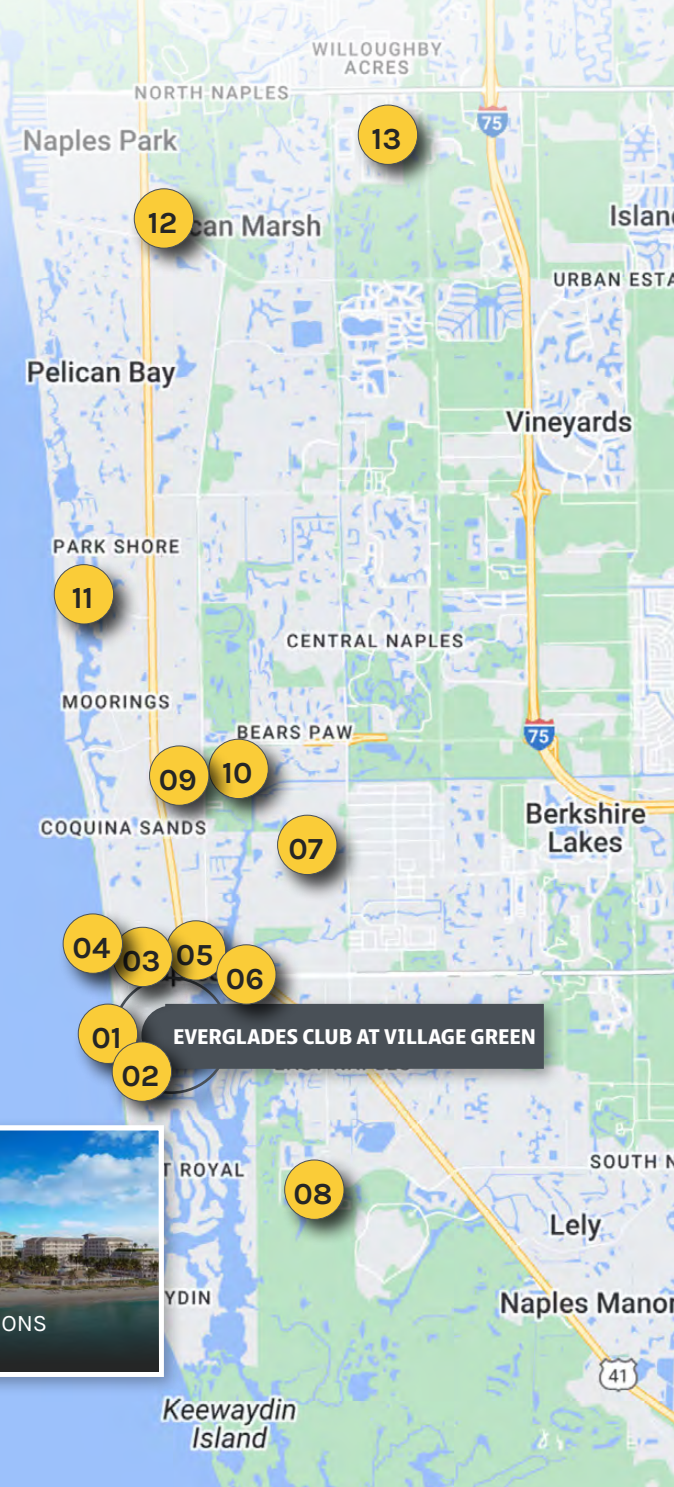 WILLOUGHBY
ACRES
NORTH NAPLES
75
Naples Park
13
12
can Marsh
Islan
URBAN ESTA
Pelican Bay
Vineyards
PARK SHORE
11
CENTRAL NAPLES
MOORINGS
BEARS PAW
75
09
10
COQUINA SANDS
Berkshire
Lakes
07
04
03
05
06
01
EVERGLADES CLUB AT VILLAGE GREEN
02
T ROYAL
SOUTH N
08
Lely
YDIN
Naples Manor
ONS
41
Keewaydin
Island